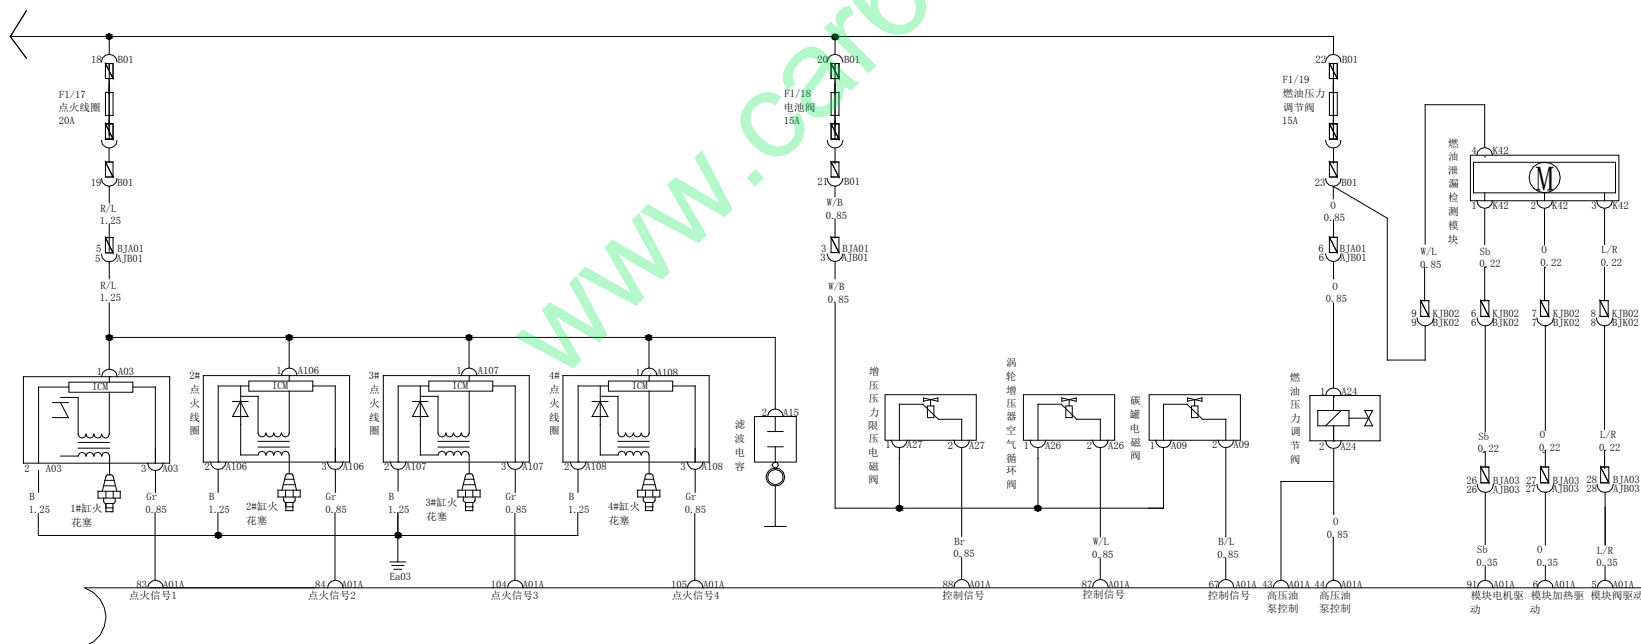 www.car6
18 B01
F1/17
点火线圈
20A
19 B01
R/L
1.25
5 BJA01
5 AJB01
R/L
1.25
20 B01
F1/18
电池阀
15A
21 B01
W/B
0.85
3 BJA01
3 AJB01
W/B
0.85
22 B01
F1/19
燃油压力
调节阀
15A
23 B01
O
0.85
6 BJA01
6 AJB01
O
0.85
W/L
0.85
9 KJB02
9 BJK02
燃油泄漏检测模块
4 K42
M
1 K42
2 K42
3 K42
Sb
0.22
O
0.22
L/R
0.22
6 KJB02
6 BJK02
7 KJB02
7 BJK02
8 KJB02
8 BJK02
1 A03
ICM
2 A03
3 A03
2#点火线圈
1 A106
ICM
2 A106
3 A106
3#点火线圈
1 A107
ICM
2 A107
3 A107
4#点火线圈
1 A108
ICM
2 A108
3 A108
滤波电容
2 A15
增压压力限压电磁阀
1 A27
2 A27
涡轮增压器空气循环阀
1 A26
2 A26
碳罐电磁阀
1 A09
2 A09
燃油压力调节阀
1 A24
2 A24
Sb
0.22
O
0.22
L/R
0.22
26 BJA03
26 AJB03
27 BJA03
27 AJB03
28 BJA03
28 AJB03
B
1.25
1#缸火
花塞
Gr
0.85
B
1.25
2#缸火
花塞
Gr
0.85
B
1.25
3#缸火
花塞
Gr
0.85
B
1.25
4#缸火
花塞
Gr
0.85
Ea03
Br
0.85
W/L
0.85
B/L
0.85
O
0.85
Sb
0.35
O
0.35
L/R
0.35
83 A01A
点火信号1
84 A01A
点火信号2
104 A01A
点火信号3
105 A01A
点火信号4
88 A01A
控制信号
87 A01A
控制信号
67 A01A
控制信号
43 A01A
高压油
泵控制
44 A01A
高压油
泵控制
91 A01A
模块电机驱
动
6 A01A
模块加热驱
动
5 A01A
模块阀驱动